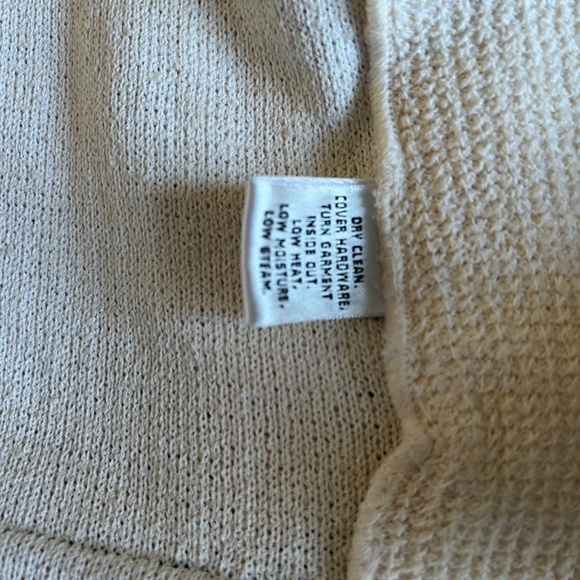 DRY CLEAN.
COVER HARDWARE;
TURN GARMENT
INSIDE OUT.
LOW HEAT,
LOW MOISTURE,
LOW STEAM.